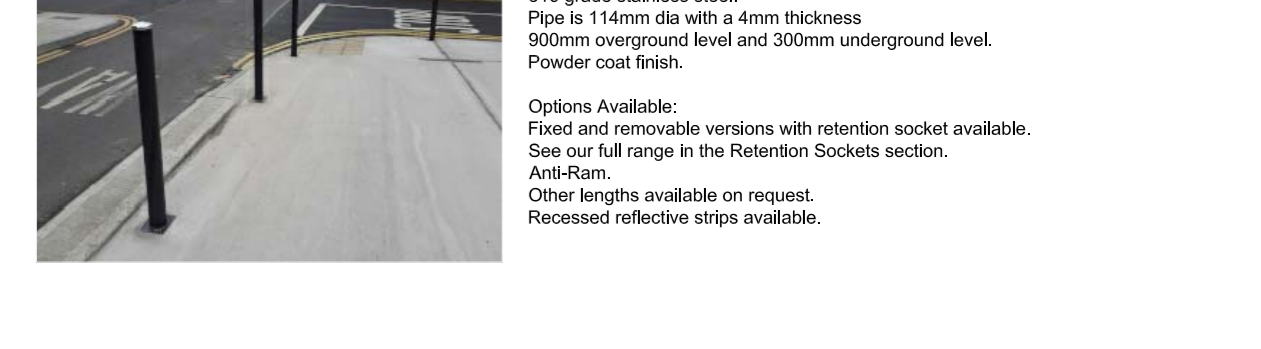 Pipe is 114mm dia with a 4mm thickness
900mm overground level and 300mm underground level.
Powder coat finish.
Options Available:
Fixed and removable versions with retention socket available.
See our full range in the Retention Sockets section.
Anti-Ram.
Other lengths available on request.
Recessed reflective strips available.